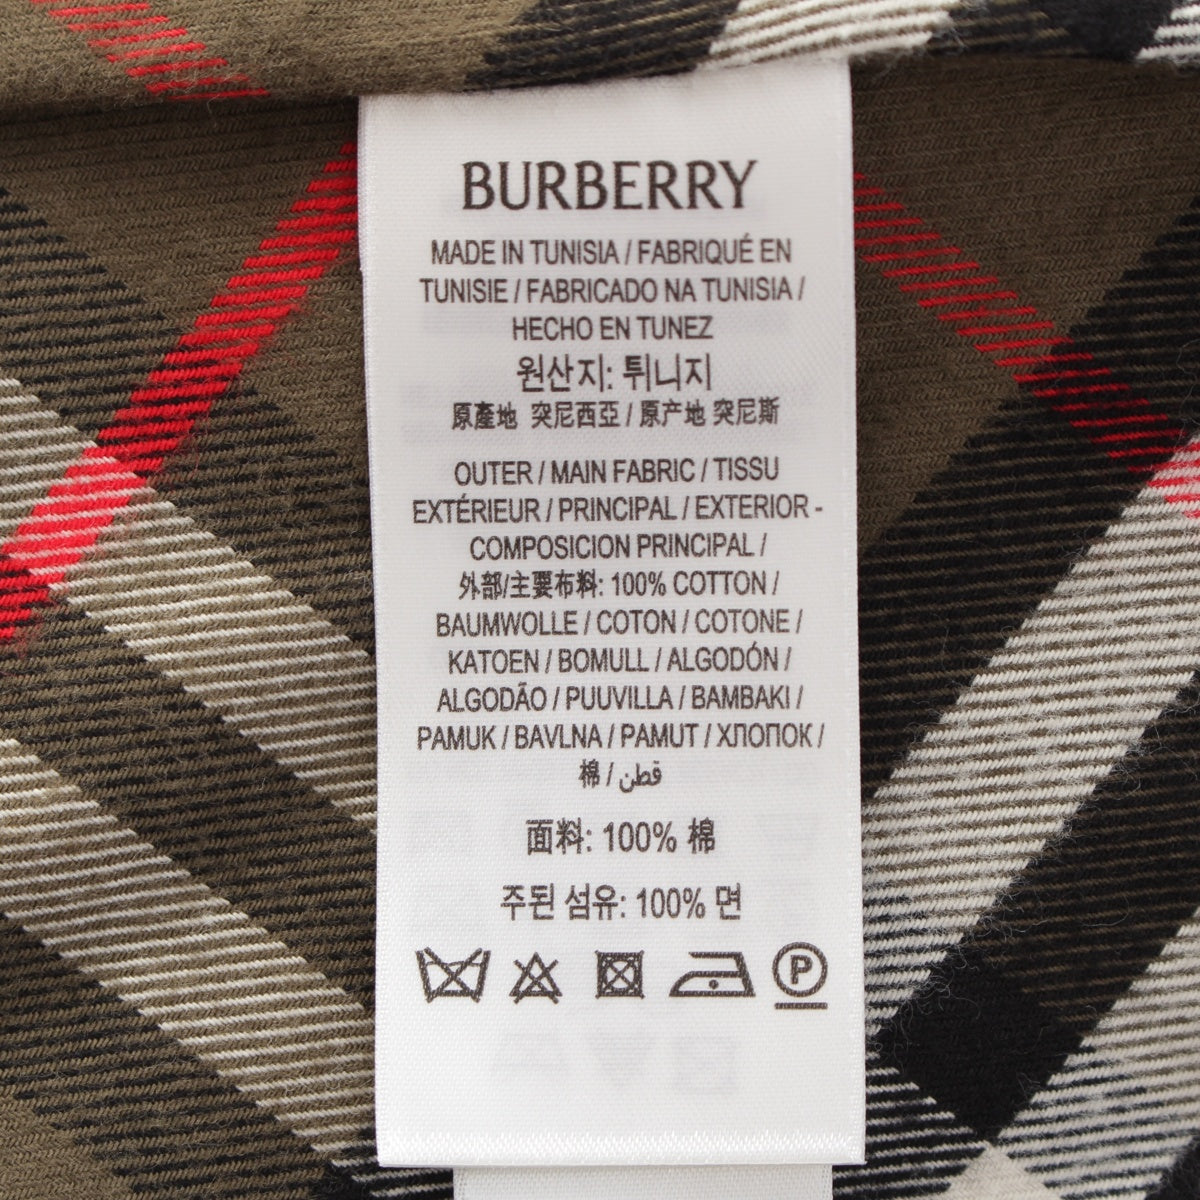 BURBERRY
MADE IN TUNISIA / FABRIQUÉ EN
TUNISIE / FABRICADO NA TUNISIA /
HECHO EN TUNEZ
원산지: 튀니지
原產地 突尼西亞 / 原产地 突尼斯
OUTER / MAIN FABRIC / TISSU
EXTÉRIEUR / PRINCIPAL / EXTERIOR -
COMPOSICION PRINCIPAL /
外部/主要布料: 100% COTTON /
BAUMWOLLE / COTON / COTONE /
KATOEN / BOMULL / ALGODÓN /
ALGODÃO / PUUVILLA / BAMBAKI /
PAMUK / BAVLNA / PAMUT / ХЛОПОК /
棉 / قطن
面料: 100% 棉
주된 섬유: 100% 면
P